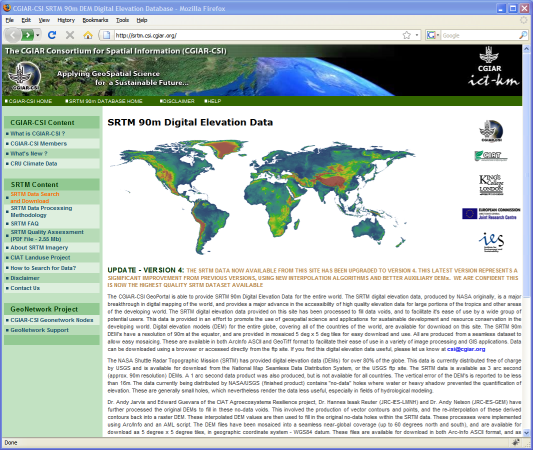 CGIAR-CSI SRTM 90m DEM Digital Elevation Database - Mozilla Firefox
File Edit View History Bookmarks Tools Help
http://srtm.csi.cgiar.org/
Google
The CGIAR Consortium for Spatial Information (CGIAR-CSI)
Applying GeoSpatial Science
for a Sustainable Future...
CGIAR-CSI
CGIAR
ict-km
CGIAR-CSI HOME SRTM 90m DATABASE HOME DISCLAIMER HELP
CGIAR-CSI Content
What is CGIAR-CSI ?
CGIAR-CSI Members
What's New ?
CRU Climate Data
SRTM Content
SRTM Data Search
and Download
SRTM Data Processing
Methodology
SRTM FAQ
SRTM Quality Assessment
(PDF file - 2.55 Mb)
About SRTM Imagery
CIAT Landuse Project
How to Search for Data?
Disclaimer
Contact Us
GeoNetwork Project
CGIAR-CSI Geonetwork Nodes
GeoNetwork Support
SRTM 90m Digital Elevation Data
CGIAR-CSI
CIAT
KING'S
College
LONDON
EUROPEAN COMMISSION
Joint Research Centre
ies
UPDATE - VERSION 4: THE SRTM DATA NOW AVAILABLE FROM THIS SITE HAS BEEN UPGRADED TO VERSION 4. THIS LATEST VERSION REPRESENTS A
SIGNIFICANT IMPROVEMENT FROM PREVIOUS VERSIONS, USING NEW INTERPOLATION ALGORITHMS AND BETTER AUXILIARY DEMs. WE ARE CONFIDENT THIS
IS NOW THE HIGHEST QUALITY SRTM DATASET AVAILABLE
The CGIAR-CSI GeoPortal is able to provide SRTM 90m Digital Elevation Data for the entire world. The SRTM digital elevation data, produced by NASA originally, is a major
breakthrough in digital mapping of the world, and provides a major advance in the accessibility of high quality elevation data for large portions of the tropics and other areas
of the developing world. The SRTM digital elevation data provided on this site has been processed to fill data voids, and to facilitate it's ease of use by a wide group of
potential users. This data is provided in an effort to promote the use of geospatial science and applications for sustainable development and resource conservation in the
developing world. Digital elevation models (DEM) for the entire globe, covering all of the countries of the world, are available for download on this site. The SRTM 90m
DEM's have a resolution of 90m at the equator, and are provided in mosaiced 5 deg x 5 deg tiles for easy download and use. All are produced from a seamless dataset to
allow easy mosaicing. These are available in both ArcInfo ASCII and GeoTiff format to facilitate their ease of use in a variety of image processing and GIS applications. Data
can be downloaded using a browser or accessed directly from the ftp site. If you find this digital elevation data useful, please let us know at csi@cgiar.org
The NASA Shuttle Radar Topographic Mission (SRTM) has provided digital elevation data (DEMs) for over 80% of the globe. This data is currently distributed free of charge
by USGS and is available for download from the National Map Seamless Data Distribution System, or the USGS ftp site. The SRTM data is available as 3 arc second
(approx. 90m resolution) DEMs. A 1 arc second data product was also produced, but is not available for all countries. The vertical error of the DEM's is reported to be less
than 16m. The data currently being distributed by NASA/USGS (finished product) contains "no-data" holes where water or heavy shadow prevented the quantification of
elevation. These are generally small holes, which nevertheless render the data less useful, especially in fields of hydrological modeling.
Dr. Andy Jarvis and Edward Guevara of the CIAT Agroecosystems Resilience project, Dr. Hannes Isaak Reuter (JRC-IES-LMNH) and Dr. Andy Nelson (JRC-IES-GEM) have
further processed the original DEMs to fill in these no-data voids. This involved the production of vector contours and points, and the re-interpolation of these derived
contours back into a raster DEM. These interpolated DEM values are then used to fill in the original no-data holes within the SRTM data. These processes were implemented
using Arc/Info and an AML script. The DEM files have been mosaiced into a seamless near-global coverage (up to 60 degrees north and south), and are available for
download as 5 degree x 5 degree tiles, in geographic coordinate system - WGS84 datum. These files are available for download in both Arc-Info ASCII format, and as
Done